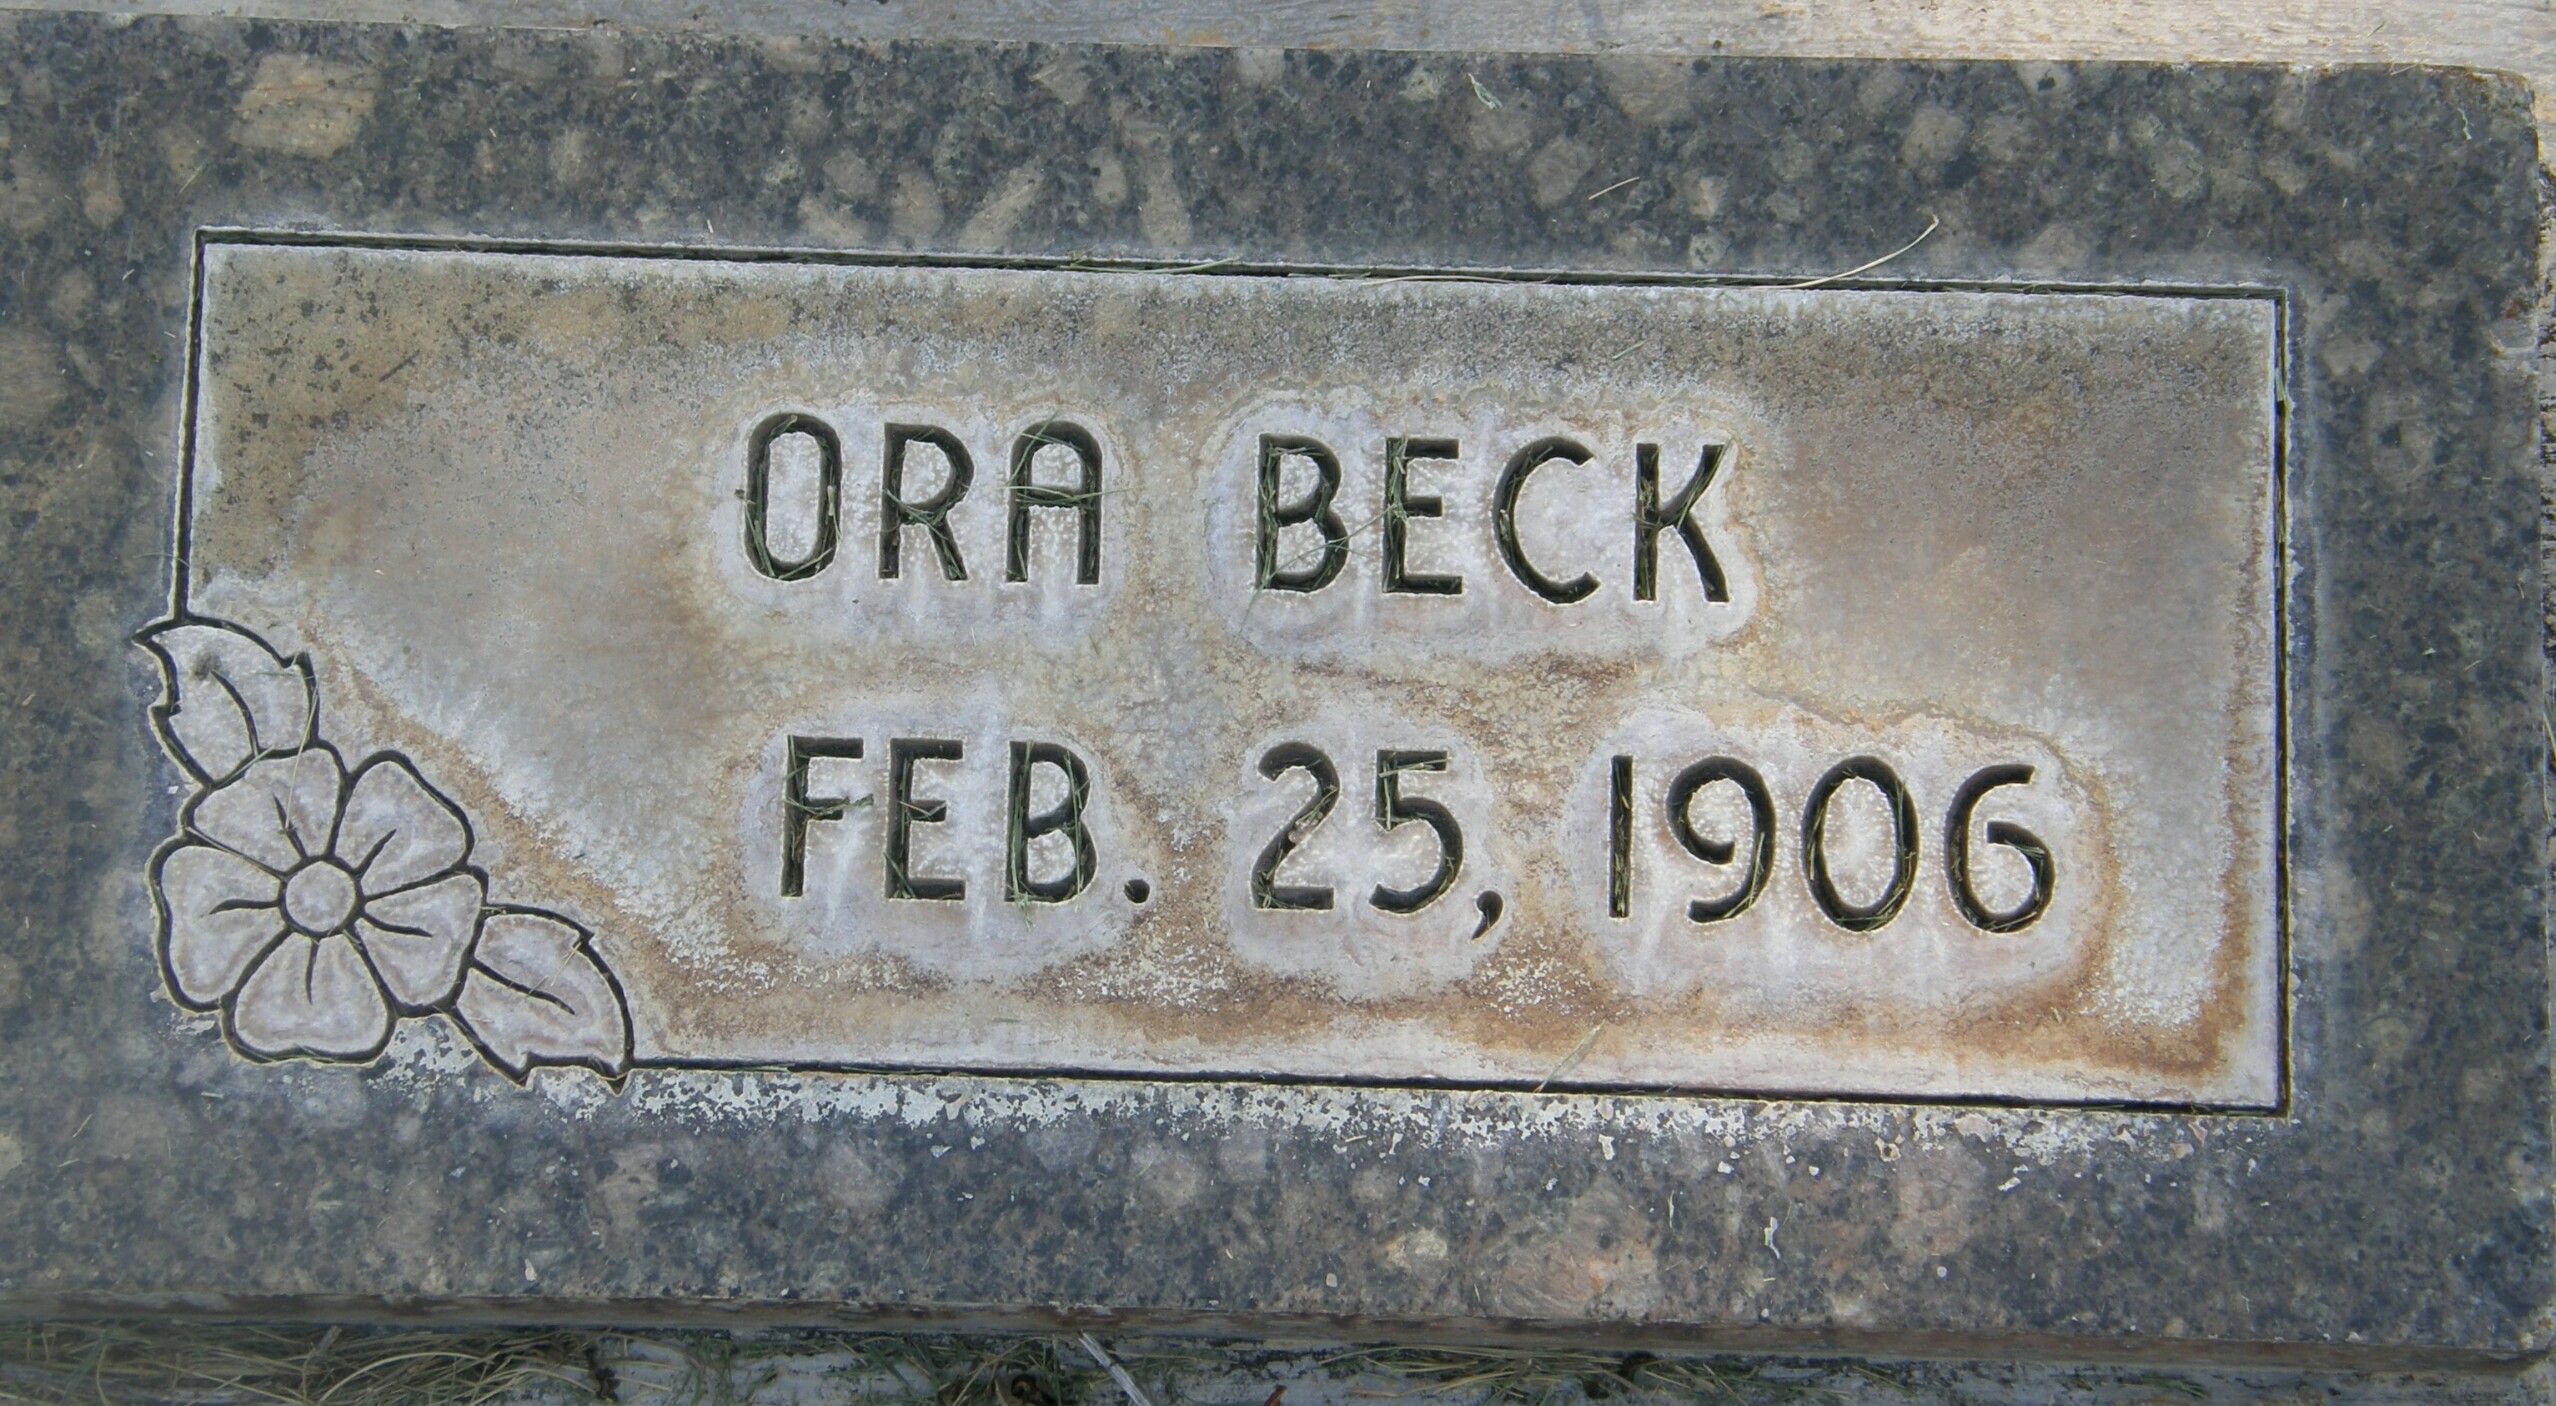 ORA BECK
FEB. 25, 1906